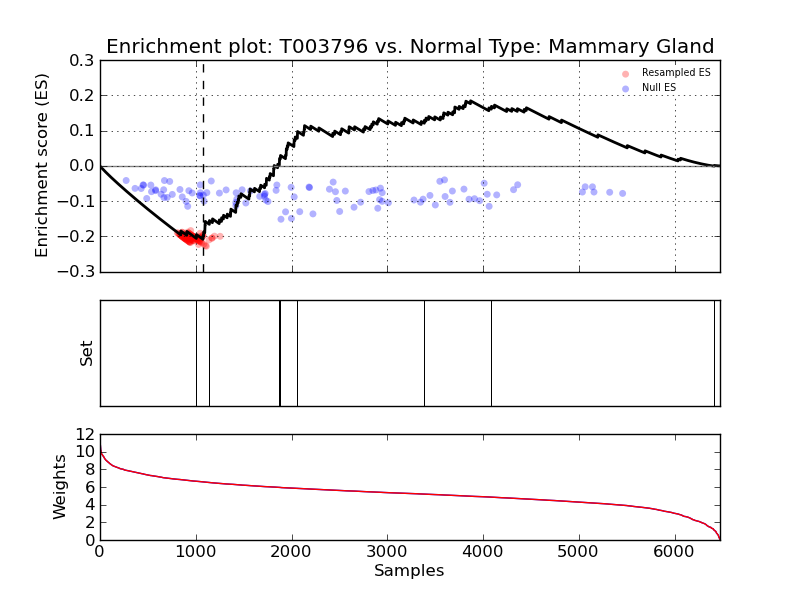 Enrichment plot: T003796 vs. Normal Type: Mammary Gland
0.3
0.2
0.1
0.0
−0.1
−0.2
−0.3
Enrichment score (ES)
Resampled ES
Null ES
Set
12
10
8
6
4
2
0
Weights
0 1000 2000 3000 4000 5000 6000
Samples